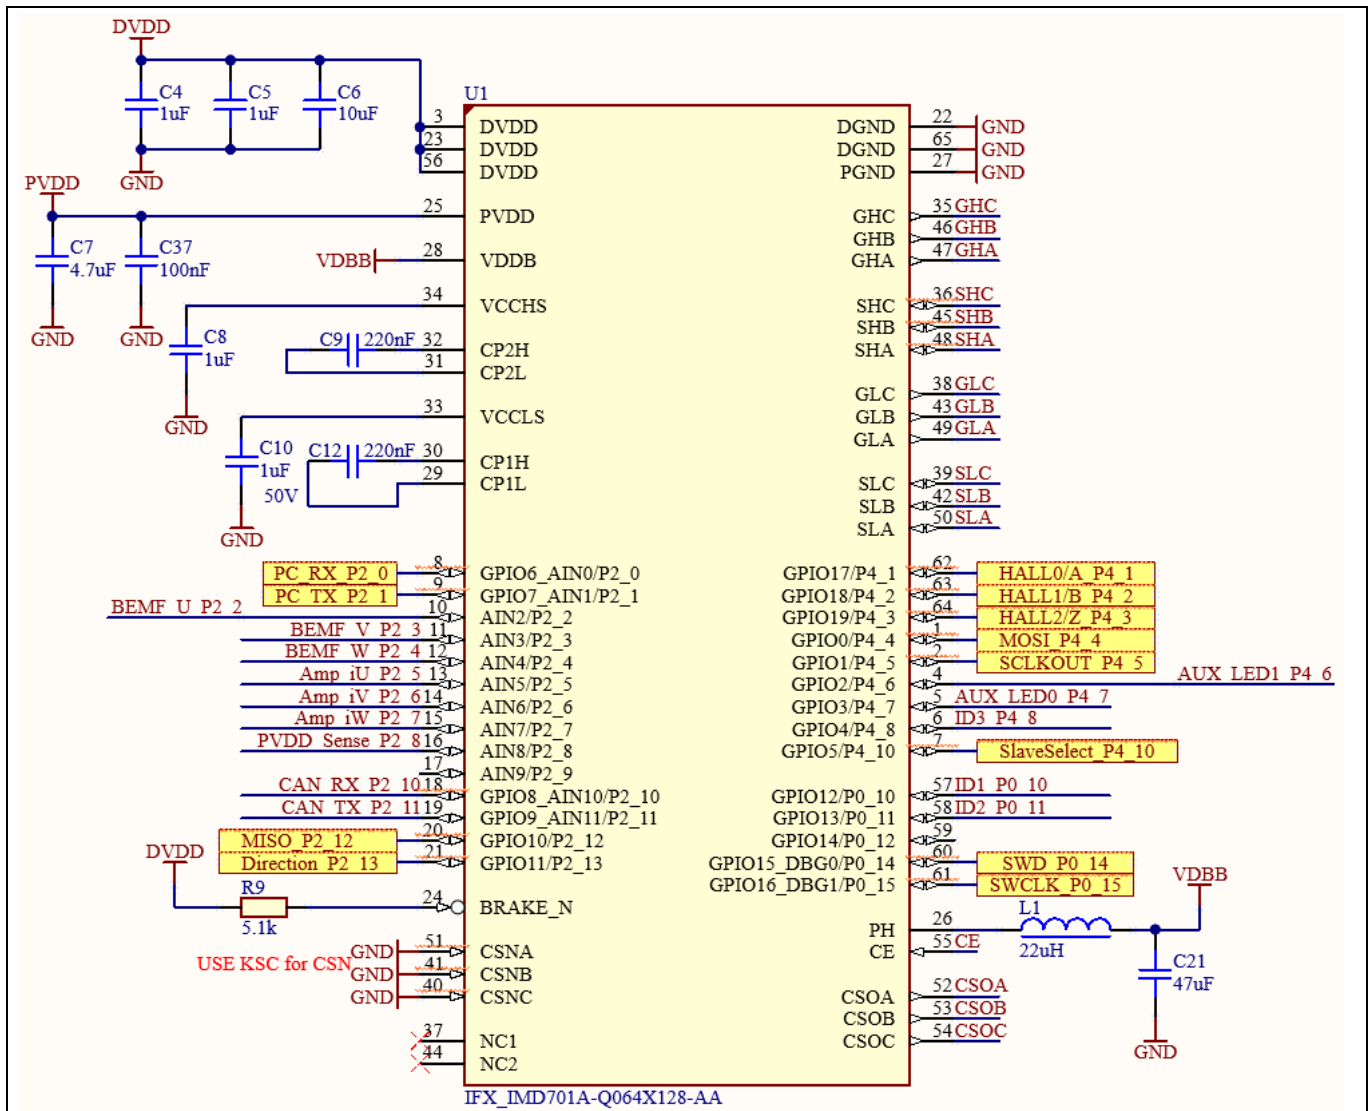 DVDD
C4
1uF
C5
1uF
C6
10uF
GND
PVDD
C7
4.7uF
C37
100nF
GND
GND
VDBB
C8
1uF
GND
C9 220nF
C10
1uF
50V
GND
C12 220nF
U1
3 DVDD
23 DVDD
56 DVDD
25 PVDD
28 VDDB
34 VCCHS
32 CP2H
31 CP2L
33 VCCLS
30 CP1H
29 CP1L
PC_RX_P2_0 8 GPIO6_AIN0/P2_0
PC_TX_P2_1 9 GPIO7_AIN1/P2_1
BEMF_U_P2_2 10 AIN2/P2_2
BEMF_V_P2_3 11 AIN3/P2_3
BEMF_W_P2_4 12 AIN4/P2_4
Amp_iU_P2_5 13 AIN5/P2_5
Amp_iV_P2_6 14 AIN6/P2_6
Amp_iW_P2_7 15 AIN7/P2_7
PVDD_Sense_P2_8 16 AIN8/P2_8
17 AIN9/P2_9
CAN_RX_P2_10 18 GPIO8_AIN10/P2_10
CAN_TX_P2_11 19 GPIO9_AIN11/P2_11
MISO_P2_12 20 GPIO10/P2_12
Direction_P2_13 21 GPIO11/P2_13
DVDD
R9
5.1k
24 BRAKE_N
USE KSC for CSN
GND 51 CSNA
GND 41 CSNB
GND 40 CSNC
37 NC1
44 NC2
DGND 22 GND
DGND 65 GND
PGND 27 GND
GHC 35 GHC
GHB 46 GHB
GHA 47 GHA
SHC 36 SHC
SHB 45 SHB
SHA 48 SHA
GLC 38 GLC
GLB 43 GLB
GLA 49 GLA
SLC 39 SLC
SLB 42 SLB
SLA 50 SLA
GPIO17/P4_1 62 HALL0/A_P4_1
GPIO18/P4_2 63 HALL1/B_P4_2
GPIO19/P4_3 64 HALL2/Z_P4_3
GPIO0/P4_4 1 MOSI_P4_4
GPIO1/P4_5 2 SCLKOUT_P4_5
GPIO2/P4_6 4 AUX_LED1_P4_6
GPIO3/P4_7 5 AUX_LED0_P4_7
GPIO4/P4_8 6 ID3_P4_8
GPIO5/P4_10 7 SlaveSelect_P4_10
GPIO12/P0_10 57 ID1_P0_10
GPIO13/P0_11 58 ID2_P0_11
GPIO14/P0_12 59
GPIO15_DBG0/P0_14 60 SWD_P0_14
GPIO16_DBG1/P0_15 61 SWCLK_P0_15
PH 26
L1
22uH
VDBB
C21
47uF
GND
CE 55 CE
CSOA 52 CSOA
CSOB 53 CSOB
CSOC 54 CSOC
IFX_IMD701A-Q064X128-AA